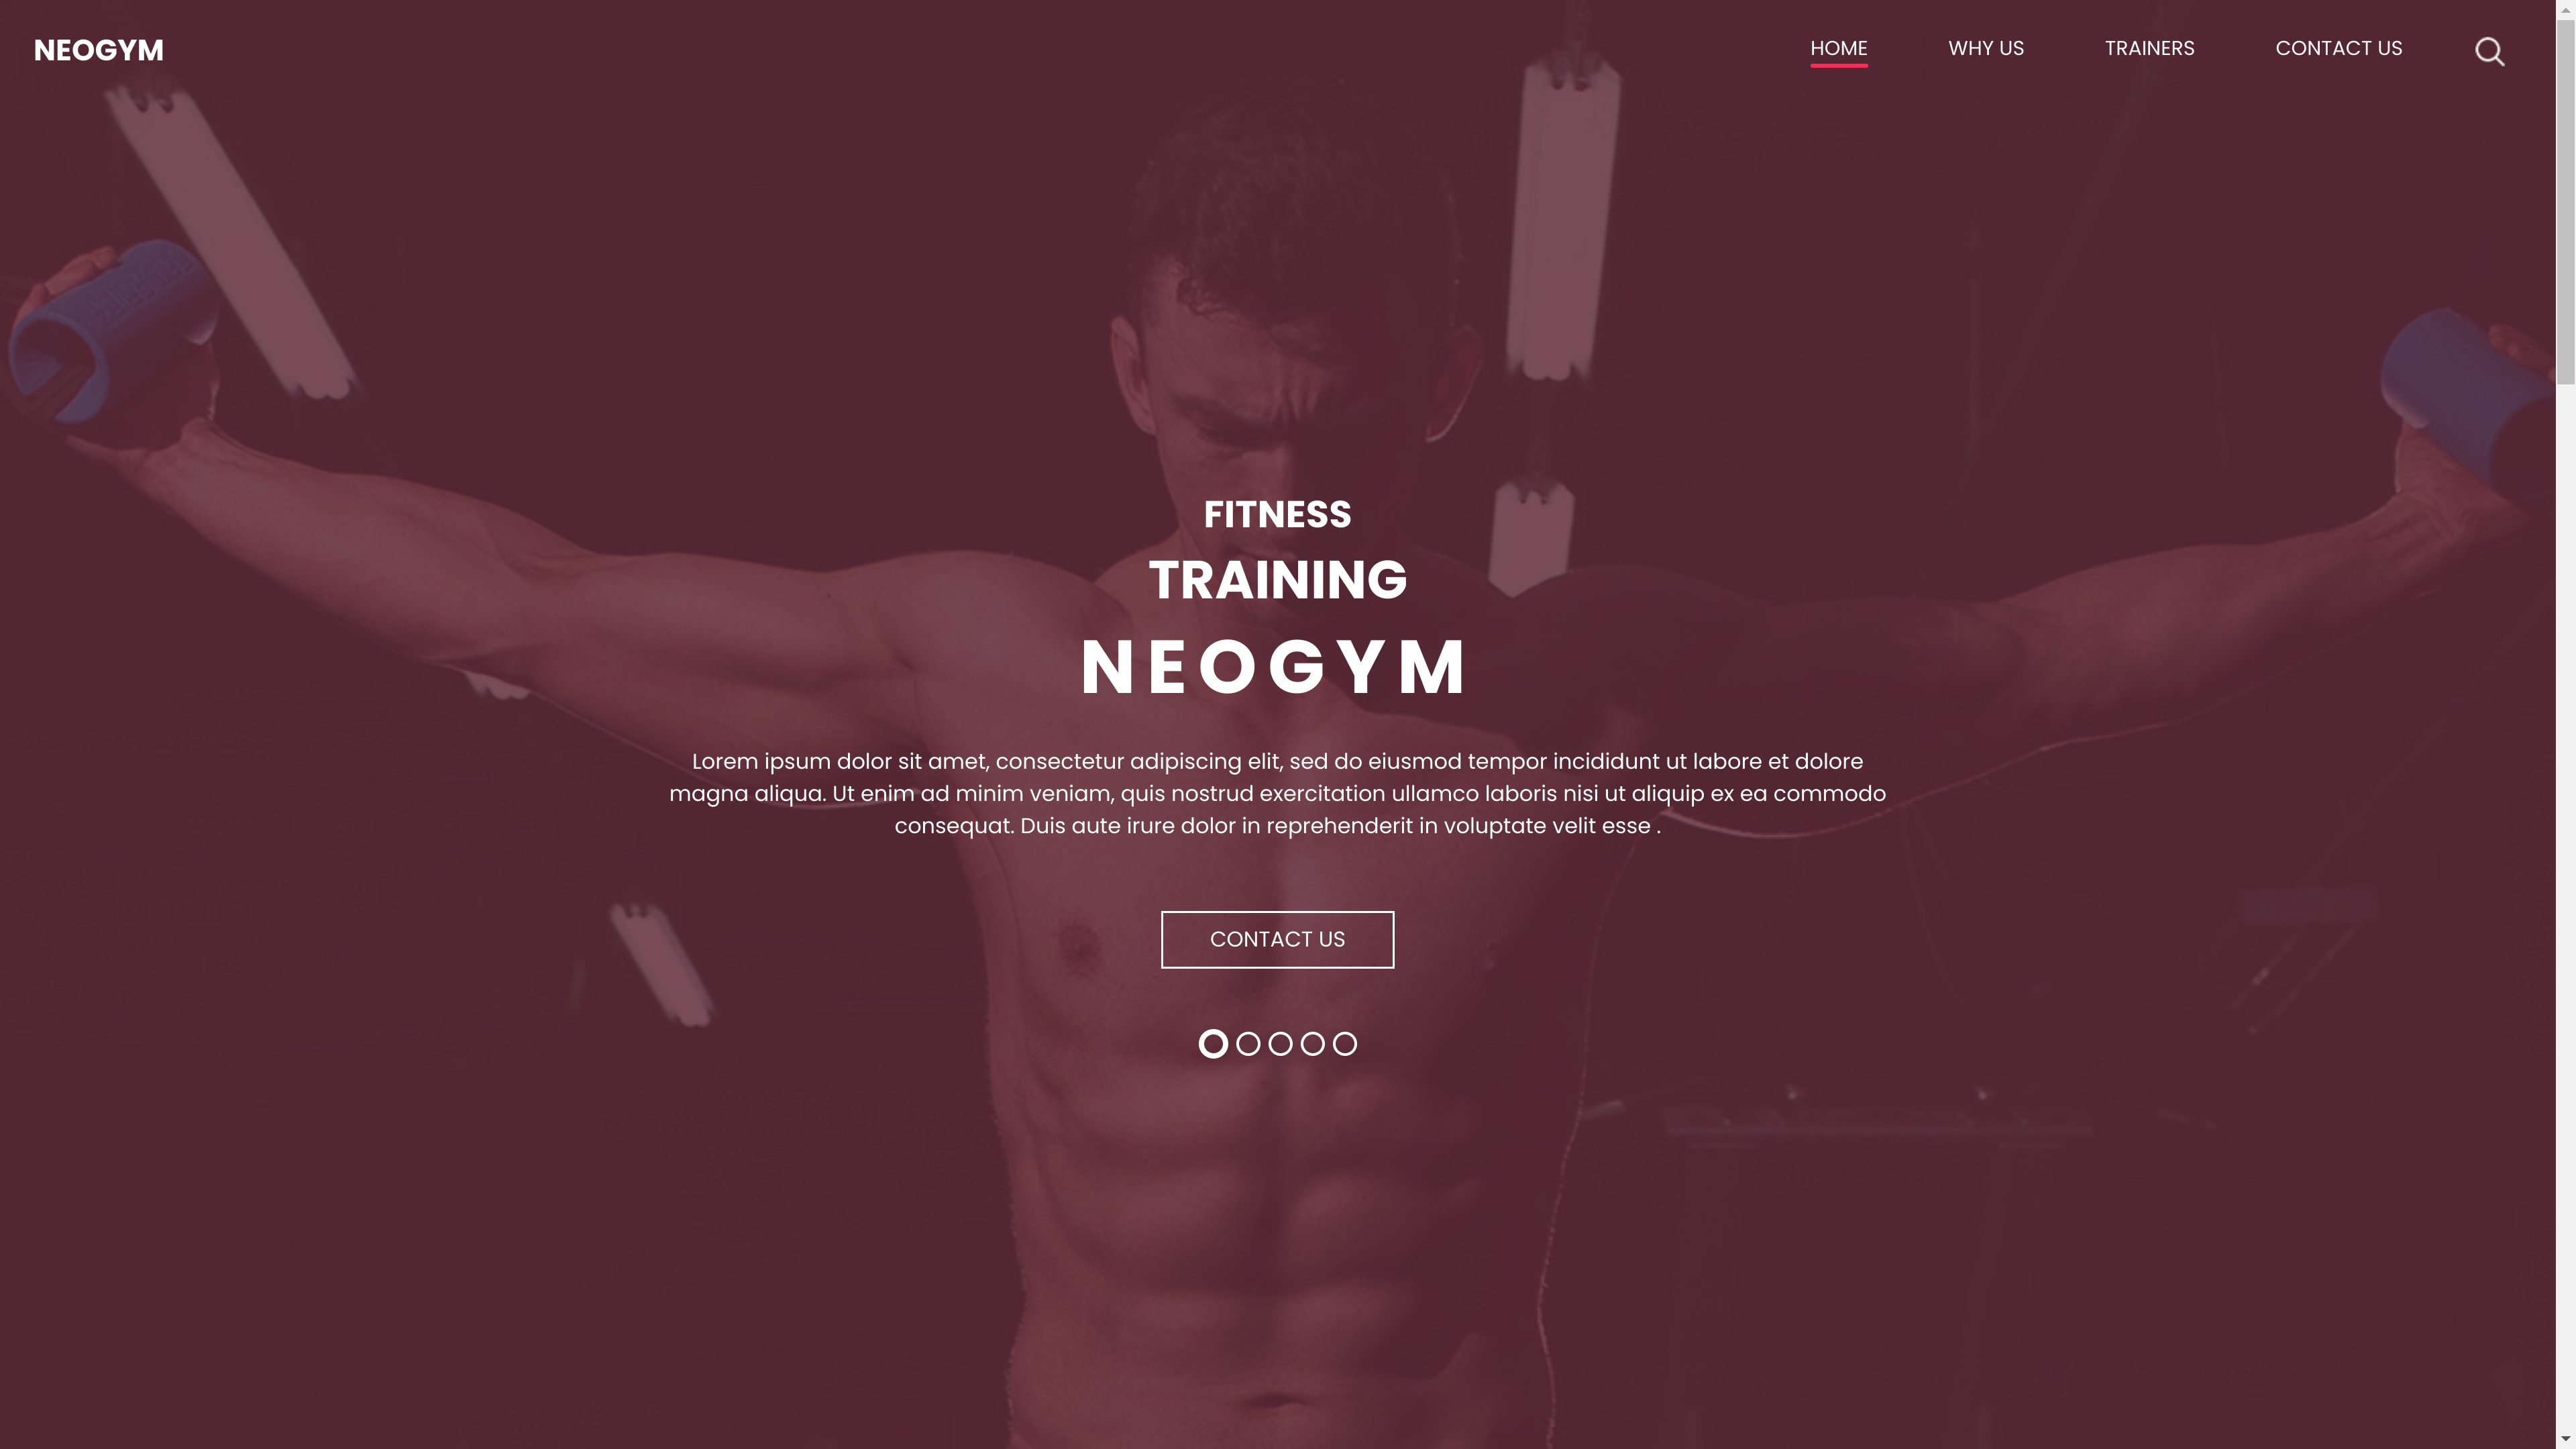 NEOGYM
HOME
WHY US
TRAINERS
CONTACT US
FITNESS
TRAINING
NEOGYM
Lorem ipsum dolor sit amet, consectetur adipiscing elit, sed do eiusmod tempor incididunt ut labore et dolore
magna aliqua. Ut enim ad minim veniam, quis nostrud exercitation ullamco laboris nisi ut aliquip ex ea commodo
consequat. Duis aute irure dolor in reprehenderit in voluptate velit esse .
CONTACT US